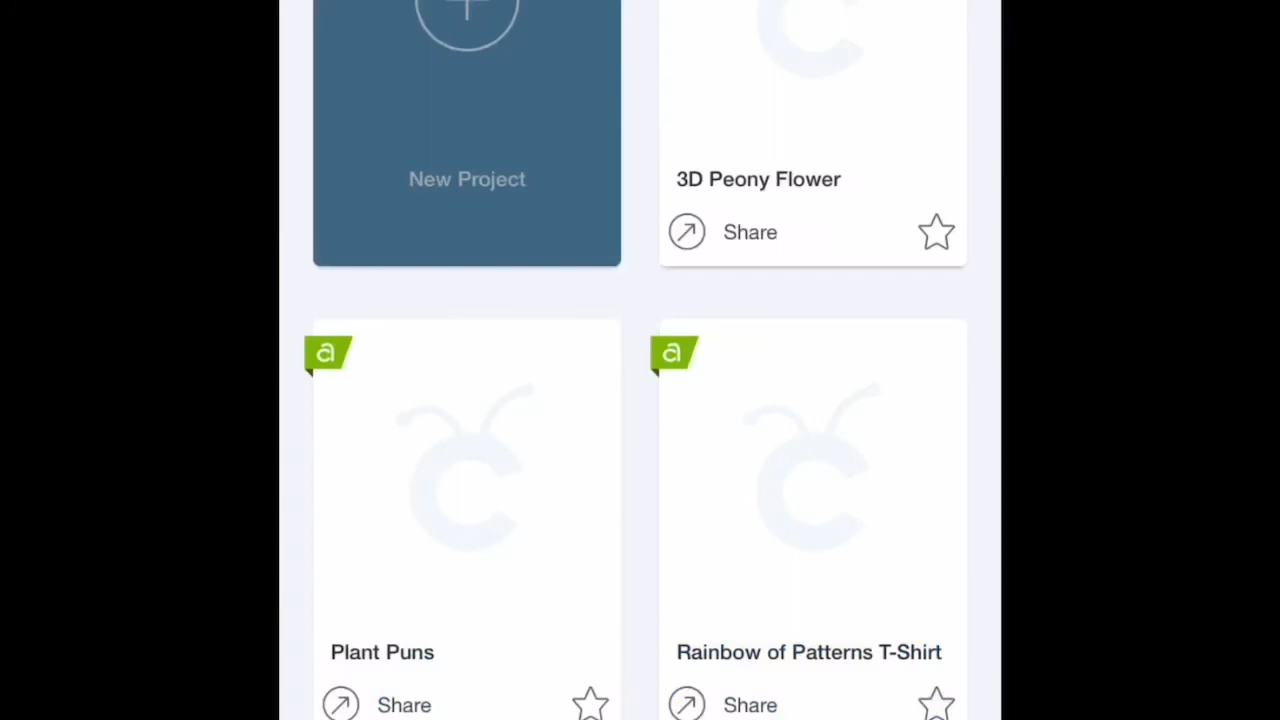 New Project
3D Peony Flower
Share
a
a
Plant Puns
Rainbow of Patterns T-Shirt
Share
Share